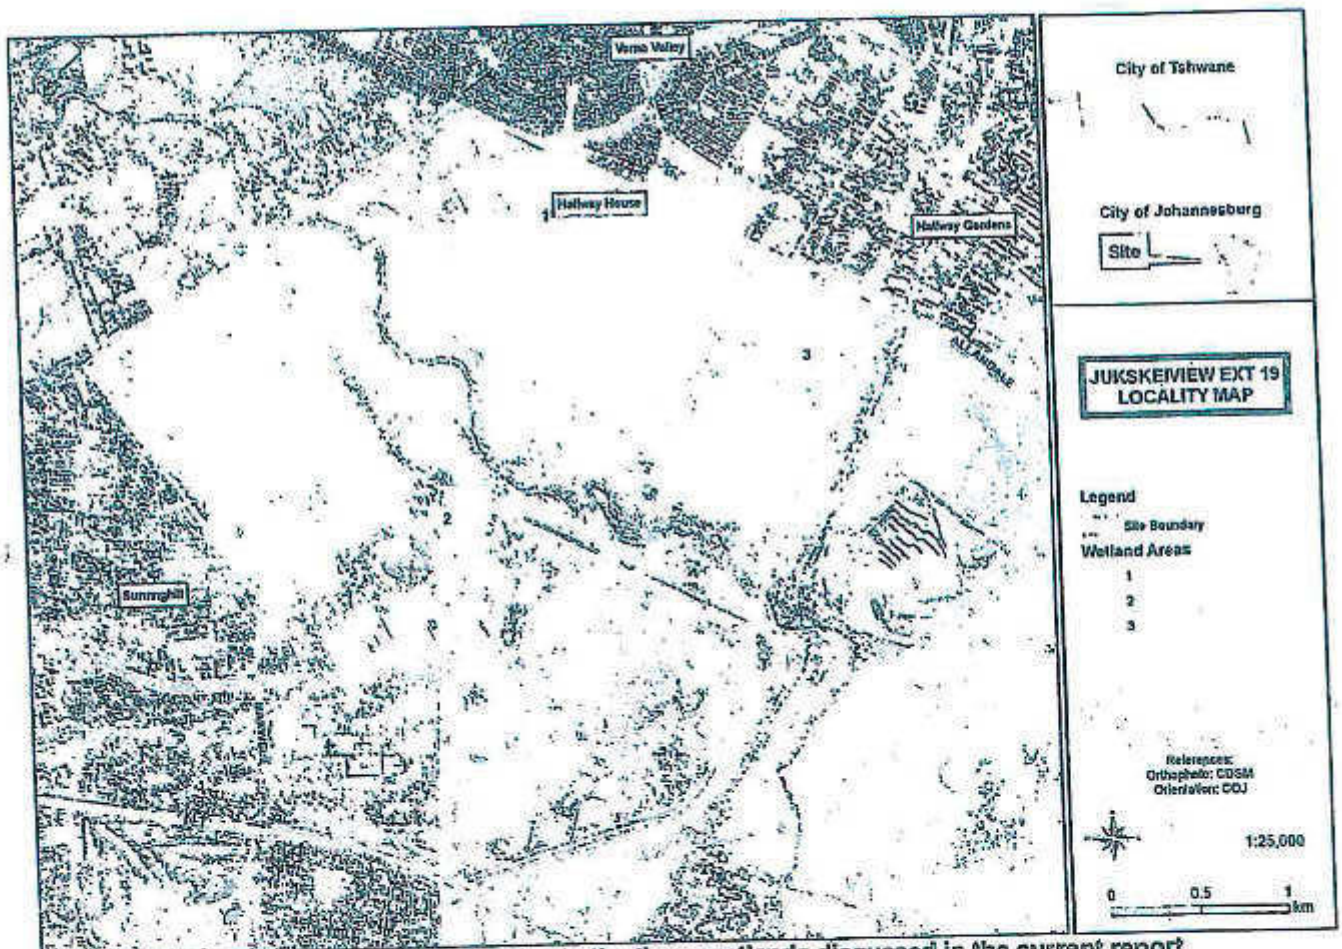 Vorna Valley
Halfway House
1
Halfway Gardens
ALLANDALE
3
2
Sunninghill
City of Tshwane
City of Johannesburg
Site
JUKSKEIVIEW EXT 19
LOCALITY MAP
Legend
Site Boundary
Wetland Areas
1
2
3
References:
Orthophoto: CDSM
Orientation: COJ
1:25,000
0 0.5 1
km
discussed in the current report